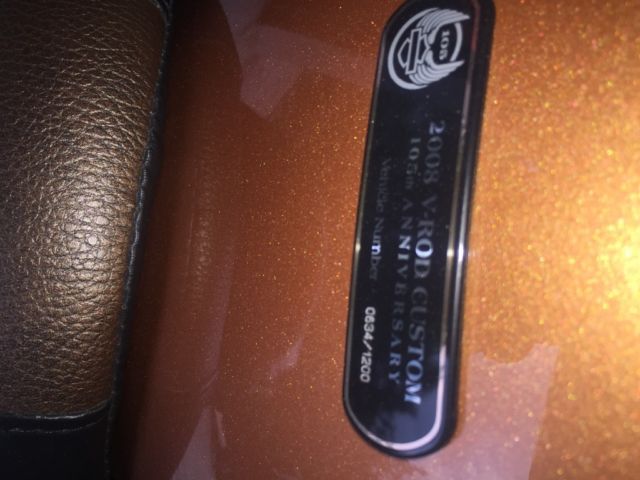 105
2008 V-ROD CUSTOM
105th ANNIVERSARY
Vehicle Number 0634/1200